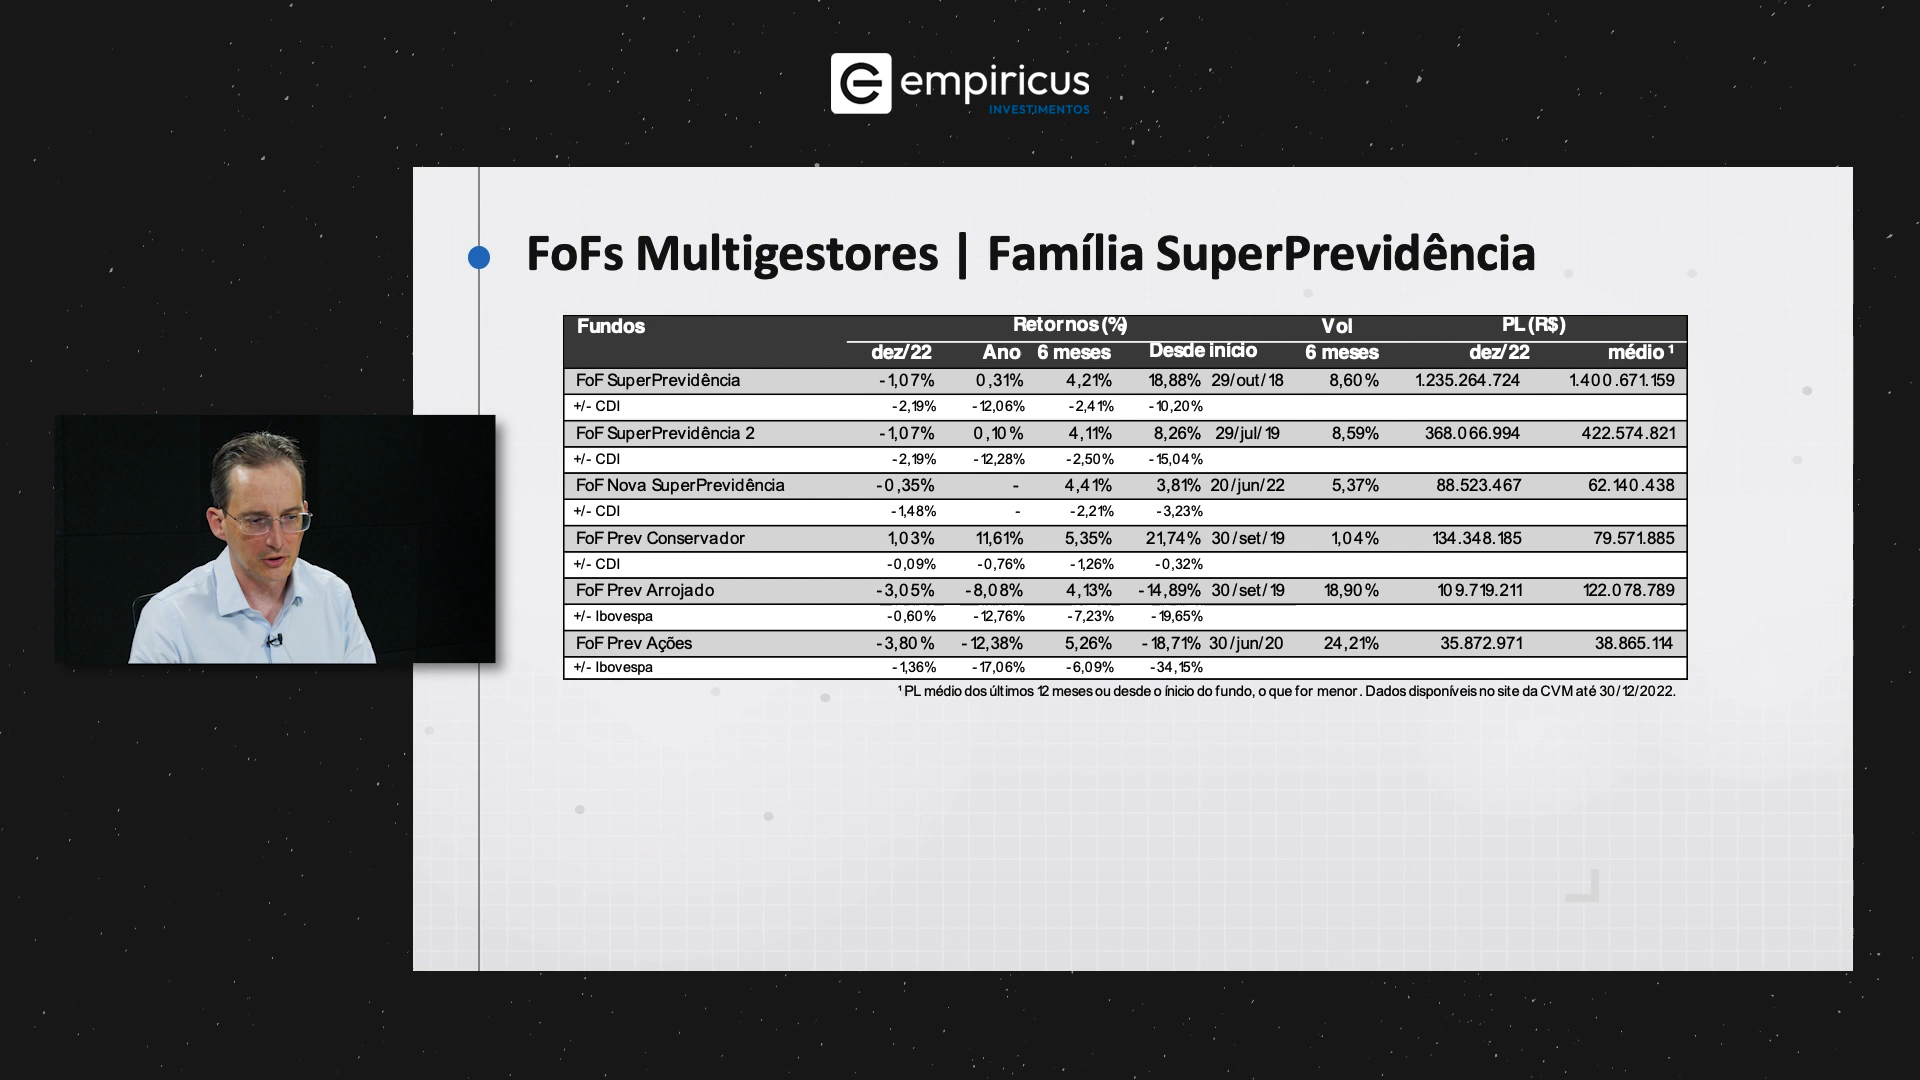 empiricus
INVESTIMENTOS
FoFs Multigestores | Família SuperPrevidência
Fundos Retornos (%) Vol PL (R$)
dez/22 Ano 6 meses Desde início 6 meses dez/22 médio ¹
FoF SuperPrevidência -1,07% 0,31% 4,21% 18,88% 29/out/18 8,60% 1.235.264.724 1.400.671.159
+/- CDI -2,19% -12,06% -2,41% -10,20%
FoF SuperPrevidência 2 -1,07% 0,10% 4,11% 8,26% 29/jul/19 8,59% 368.066.994 422.574.821
+/- CDI -2,19% -12,28% -2,50% -15,04%
FoF Nova SuperPrevidência -0,35% - 4,41% 3,81% 20/jun/22 5,37% 88.523.467 62.140.438
+/- CDI -1,48% - -2,21% -3,23%
FoF Prev Conservador 1,03% 11,61% 5,35% 21,74% 30/set/19 1,04% 134.348.185 79.571.885
+/- CDI -0,09% -0,76% -1,26% -0,32%
FoF Prev Arrojado -3,05% -8,08% 4,13% -14,89% 30/set/19 18,90% 109.719.211 122.078.789
+/- Ibovespa -0,60% -12,76% -7,23% -19,65%
FoF Prev Ações -3,80% -12,38% 5,26% -18,71% 30/jun/20 24,21% 35.872.971 38.865.114
+/- Ibovespa -1,36% -17,06% -6,09% -34,15%
¹ PL médio dos últimos 12 meses ou desde o ínicio do fundo, o que for menor. Dados disponíveis no site da CVM até 30/12/2022.